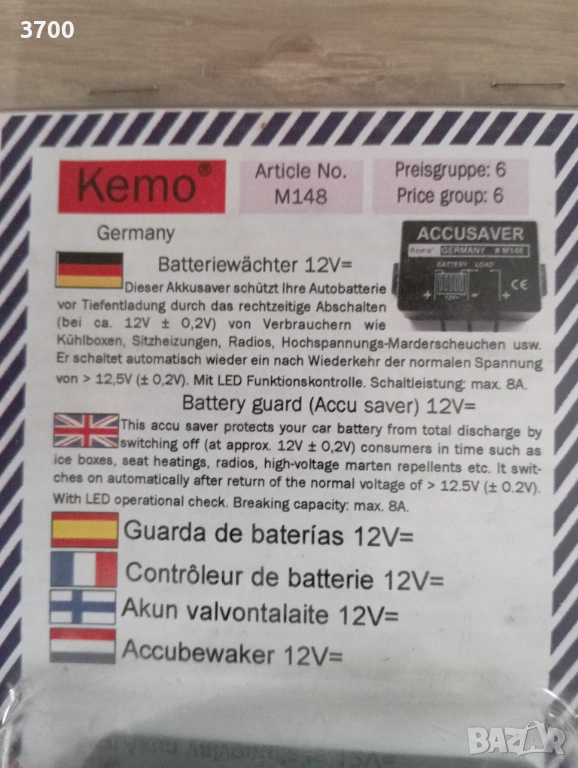 3700
Kemo®
Germany
Article No.
M148
Preisgruppe: 6
Price group: 6
ACCUSAVER
Kemo® GERMANY # M148
BATTERY LOAD
+ 12V= - + CE
Batteriewächter 12V=
Dieser Akkusaver schützt Ihre Autobatterie
vor Tiefentladung durch das rechtzeitige Abschalten
(bei ca. 12V ± 0,2V) von Verbrauchern wie
Kühlboxen, Sitzheizungen, Radios, Hochspannungs-Marderscheuchen usw.
Er schaltet automatisch wieder ein nach Wiederkehr der normalen Spannung
von > 12,5V (± 0,2V). Mit LED Funktionskontrolle. Schaltleistung: max. 8A.
Battery guard (Accu saver) 12V=
This accu saver protects your car battery from total discharge by
switching off (at approx. 12V ± 0,2V) consumers in time such as
ice boxes, seat heatings, radios, high-voltage marten repellents etc. It swit-
ches on automatically after return of the normal voltage of > 12.5V (± 0.2V).
With LED operational check. Breaking capacity: max. 8A.
Guarda de baterías 12V=
Contrôleur de batterie 12V=
Akun valvontalaite 12V=
Accubewaker 12V=
Akun valvontalaite 12V=
BAZAR